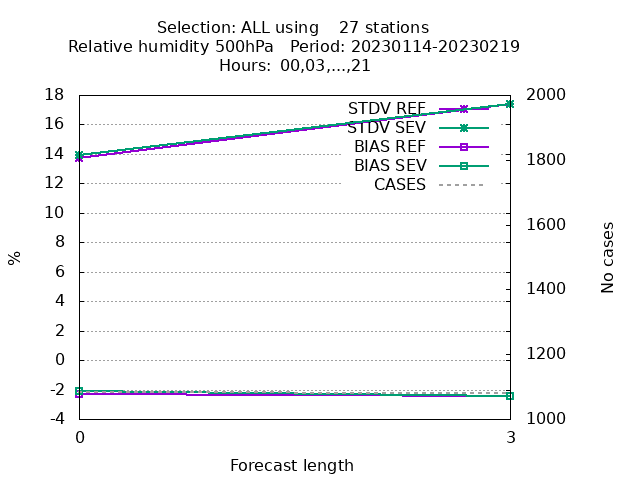 Selection: ALL using    27 stations
Relative humidity 500hPa   Period: 20230114-20230219
Hours:  00,03,...,21
18 2000
STDV REF
16
STDV SEV
BIAS REF
14 1800
BIAS SEV
12 CASES
10 1600
8
%
No cases
6 1400
4
2
1200
0
-2
-4 1000
0 3
Forecast length